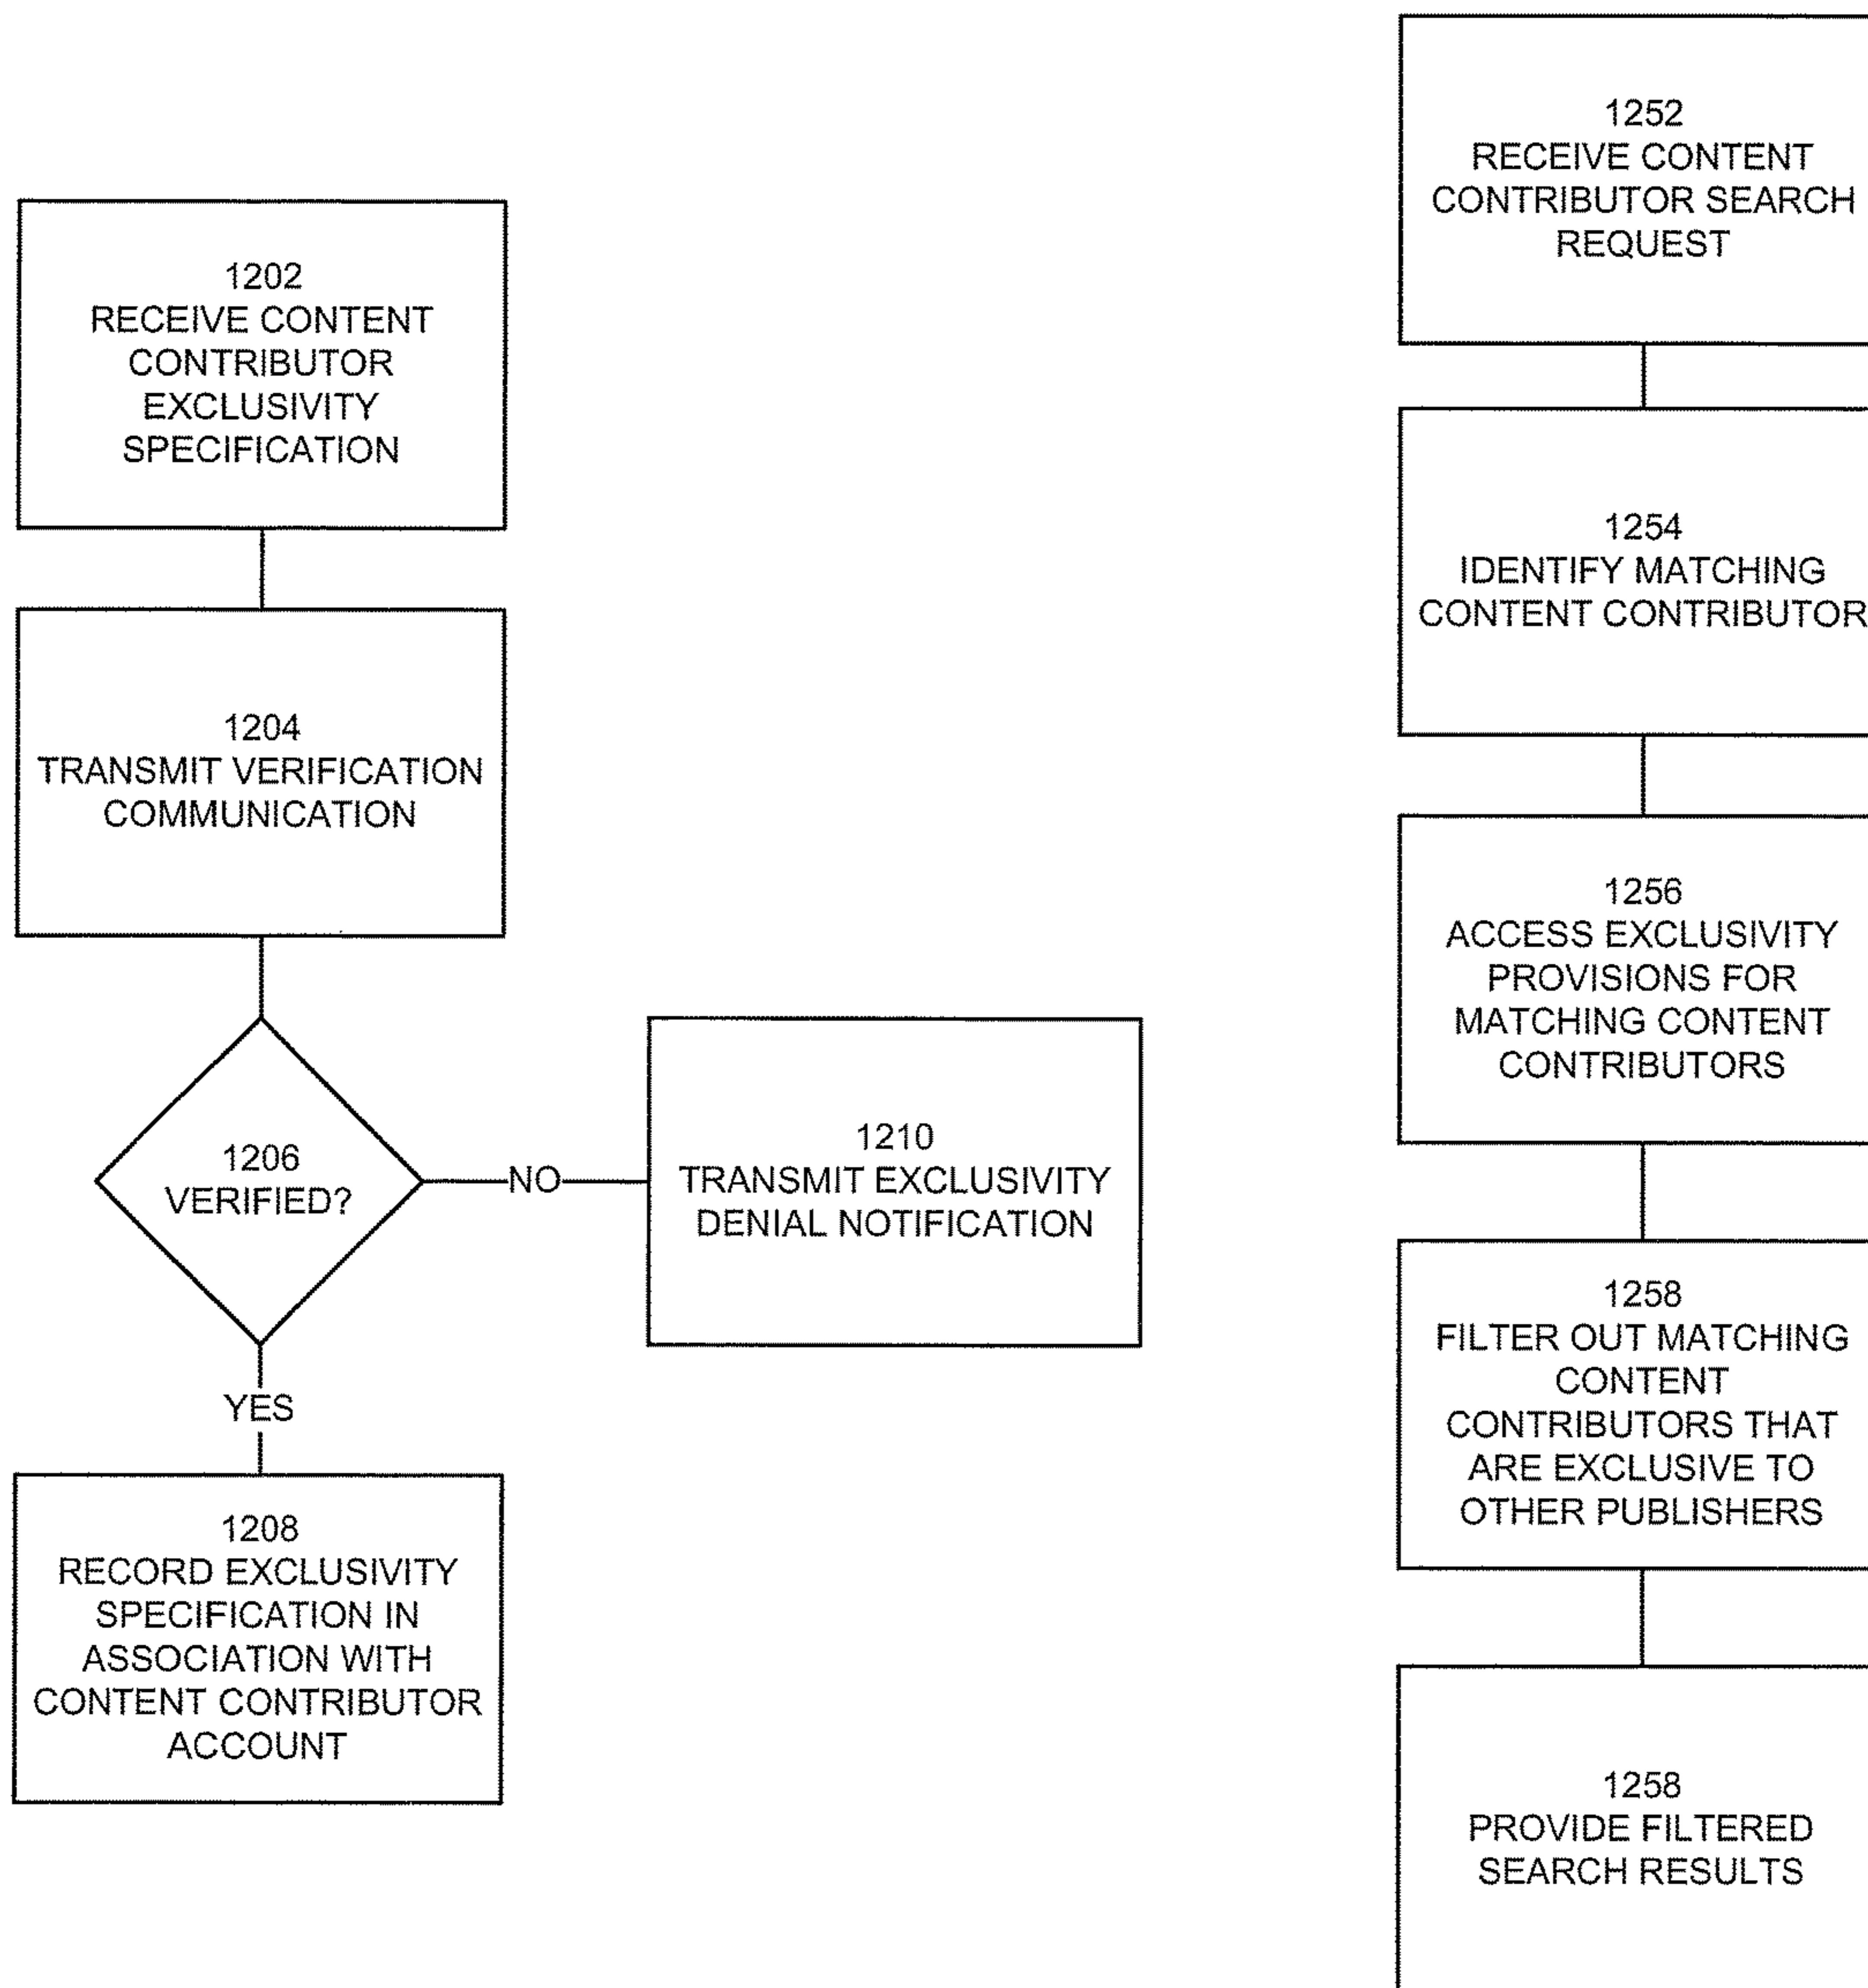 1202
RECEIVE CONTENT
CONTRIBUTOR
EXCLUSIVITY
SPECIFICATION
1204
TRANSMIT VERIFICATION
COMMUNICATION
1206
VERIFIED?
NO
1210
TRANSMIT EXCLUSIVITY
DENIAL NOTIFICATION
YES
1208
RECORD EXCLUSIVITY
SPECIFICATION IN
ASSOCIATION WITH
CONTENT CONTRIBUTOR
ACCOUNT
1252
RECEIVE CONTENT
CONTRIBUTOR SEARCH
REQUEST
1254
IDENTIFY MATCHING
CONTENT CONTRIBUTOR
1256
ACCESS EXCLUSIVITY
PROVISIONS FOR
MATCHING CONTENT
CONTRIBUTORS
1258
FILTER OUT MATCHING
CONTENT
CONTRIBUTORS THAT
ARE EXCLUSIVE TO
OTHER PUBLISHERS
1258
PROVIDE FILTERED
SEARCH RESULTS